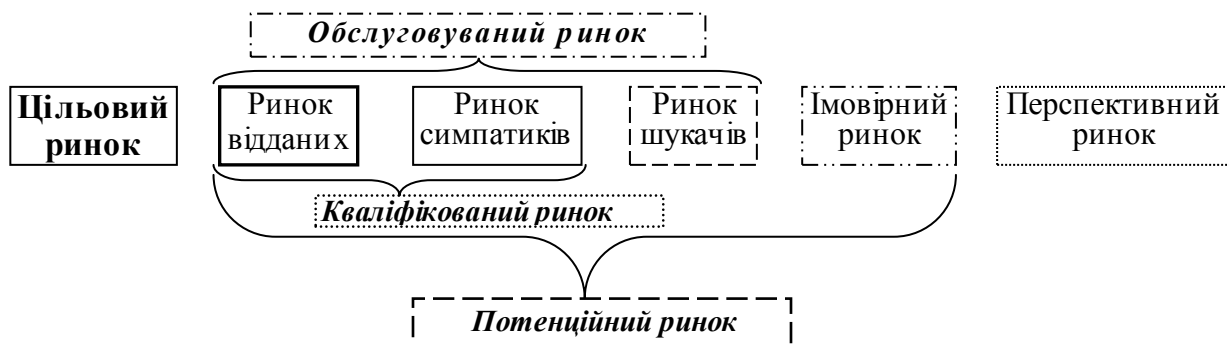 Обслуговуваний ринок
Цільовий
ринок
Ринок
відданих
Ринок
симпатиків
Ринок
шукачів
Імовірний
ринок
Перспективний
ринок
Кваліфікований ринок
Потенційний ринок